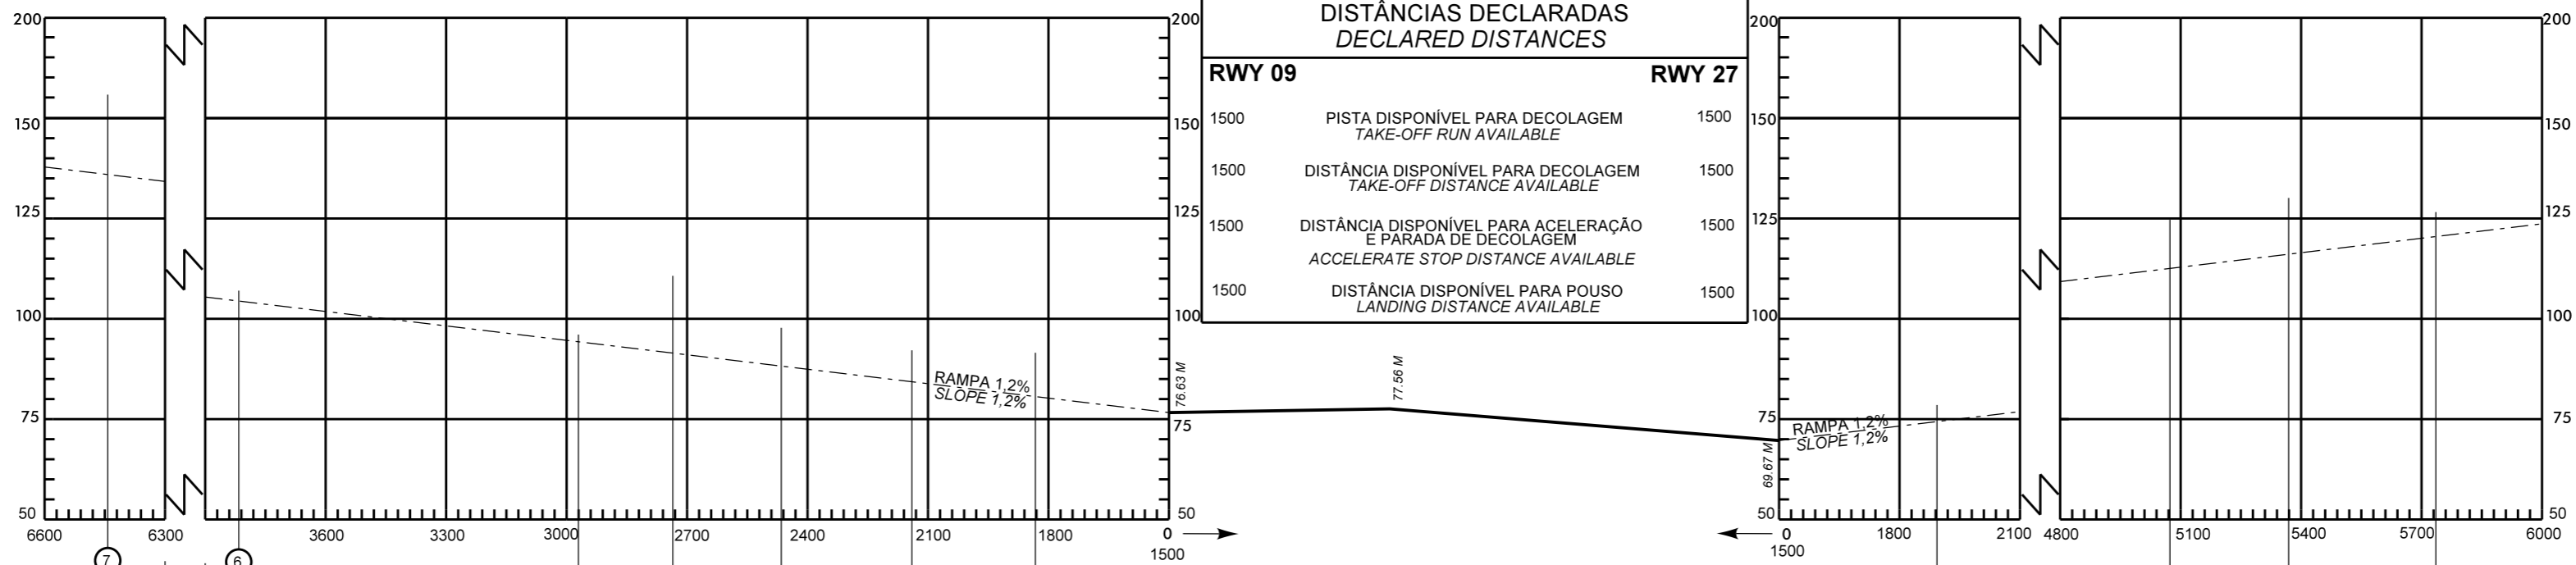 DISTÂNCIAS DECLARADAS
DECLARED DISTANCES
RWY 09 RWY 27
1500 PISTA DISPONÍVEL PARA DECOLAGEM 1500
TAKE-OFF RUN AVAILABLE
1500 DISTÂNCIA DISPONÍVEL PARA DECOLAGEM 1500
TAKE-OFF DISTANCE AVAILABLE
1500 DISTÂNCIA DISPONÍVEL PARA ACELERAÇÃO 1500
E PARADA DE DECOLAGEM
ACCELERATE STOP DISTANCE AVAILABLE
1500 DISTÂNCIA DISPONÍVEL PARA POUSO 1500
LANDING DISTANCE AVAILABLE
200 200 200 200
150 150 150 150
125 125 125 125
100 100 100 100
RAMPA 1,2%
SLOPE 1,2%
76.63 M
77.56 M
69.67 M
RAMPA 1,2%
SLOPE 1,2%
75 75 75 75
50 50 50 50
6600 6300 3600 3300 3000 2700 2400 2100 1800 0 0 1800 2100 4800 5100 5400 5700 6000
1500 1500
7 6